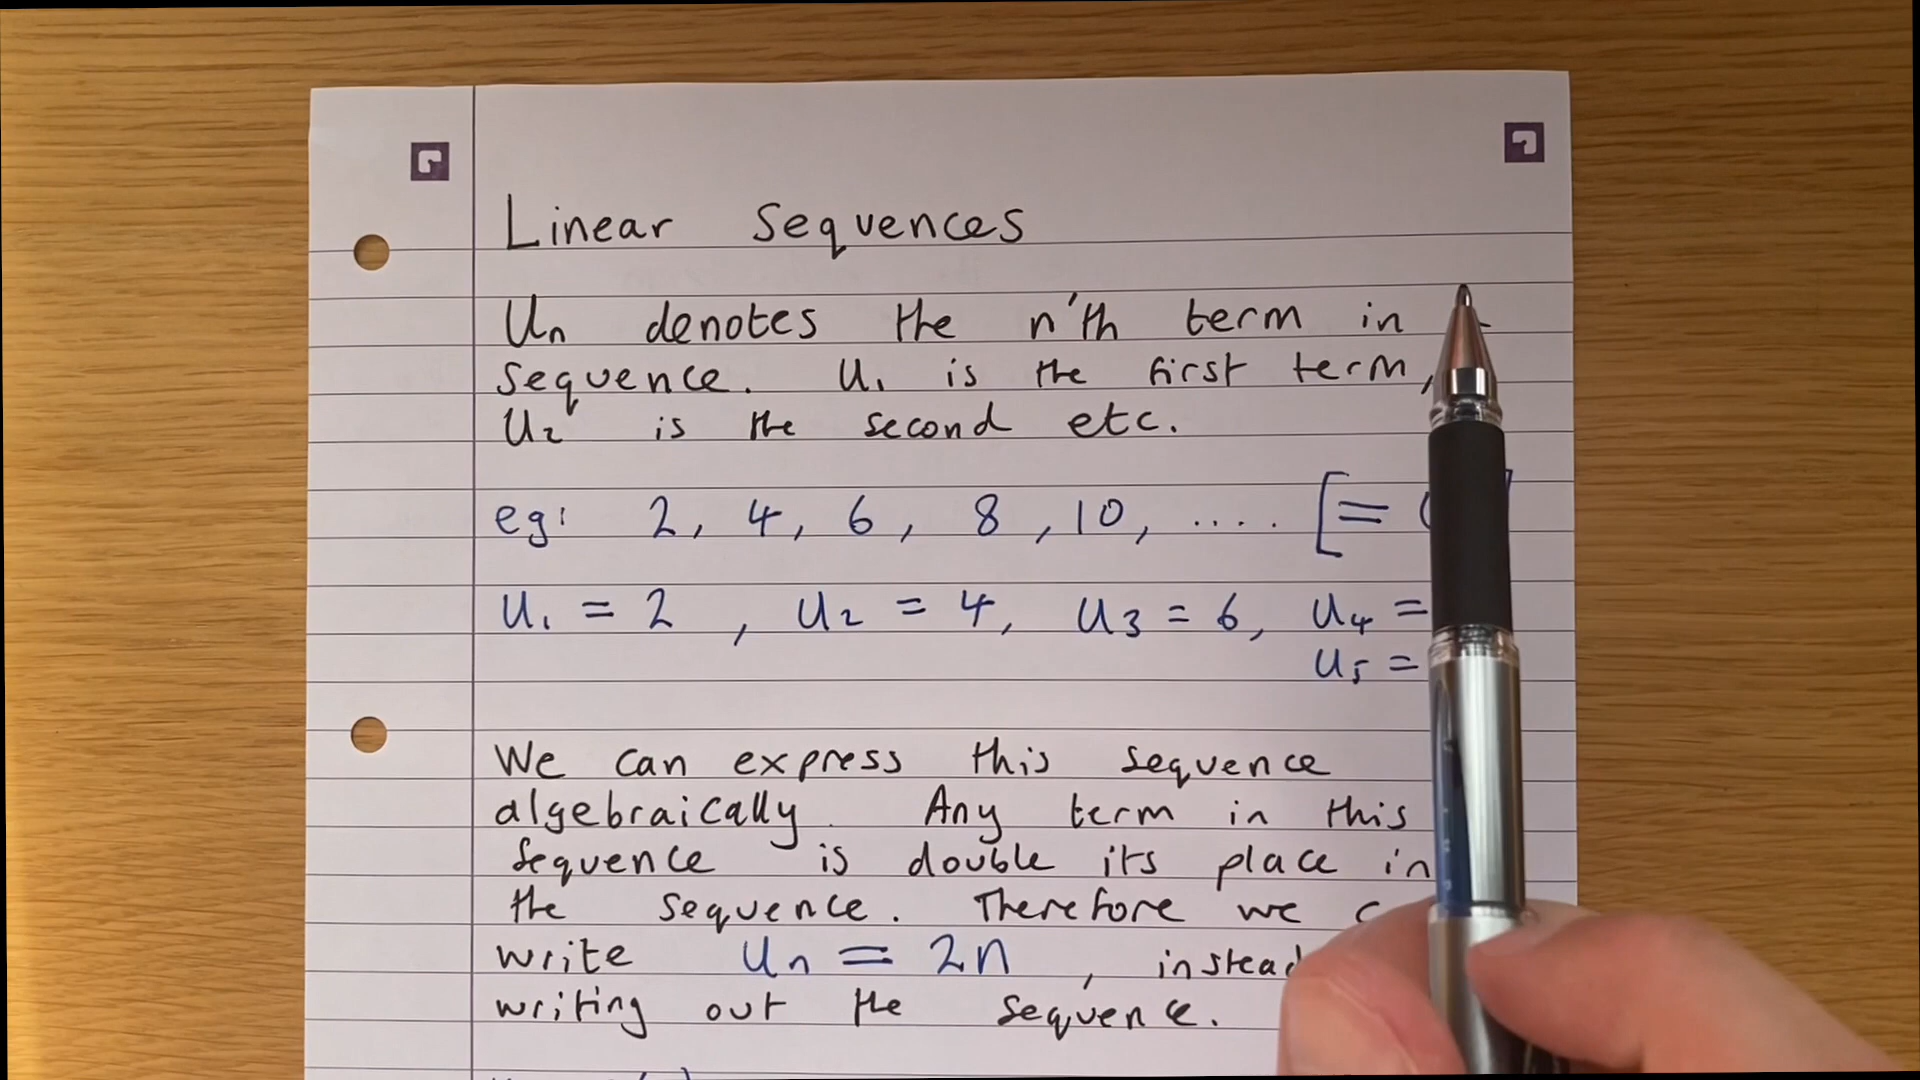 Linear Sequences
Un denotes the n'th term in
sequence. U1 is the first term,
U2 is the second etc.
eg: 2, 4, 6, 8, 10, .... [=
U1 = 2, U2 = 4, U3 = 6, U4 =
U5 =
We can express this sequence
algebraically. Any term in this
sequence is double its place in
the sequence. Therefore we
write Un = 2n, instead
writing out the sequence.